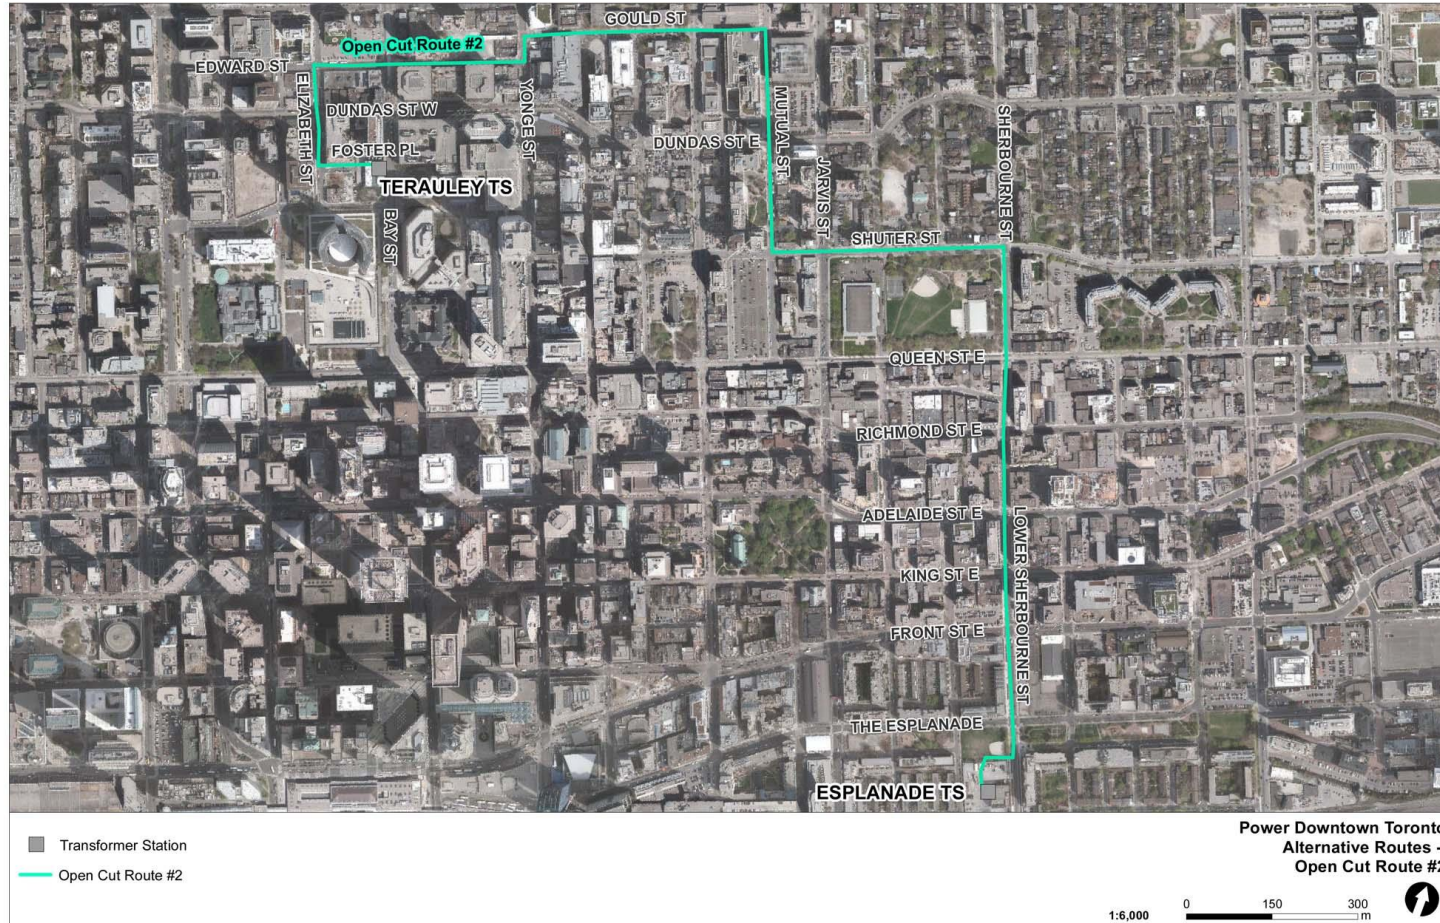 GOULD ST
Open Cut Route #2
EDWARD ST
ELIZABETH ST
YONGE ST
MUTUAL ST
SHERBOURNE ST
DUNDAS ST W
DUNDAS ST E
FOSTER PL
JARVIS ST
TERAULEY TS
BAY ST
SHUTER ST
QUEEN ST E
RICHMOND ST E
ADELAIDE ST E
LOWER SHERBOURNE ST
KING ST E
FRONT ST E
THE ESPLANADE
ESPLANADE TS
Transformer Station
Open Cut Route #2
Power Downtown Toronto
Alternative Routes -
Open Cut Route #2
1:6,000
0 150 300
m